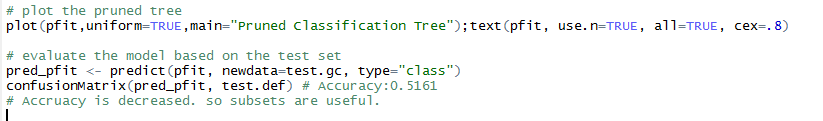 # plot the pruned tree
plot(pfit,uniform=TRUE,main="Pruned Classification Tree");text(pfit, use.n=TRUE, all=TRUE, cex=.8)
# evaluate the model based on the test set
pred_pfit <- predict(pfit, newdata=test.gc, type="class")
confusionMatrix(pred_pfit, test.def) # Accuracy:0.5161
# Accruacy is decreased. so subsets are useful.